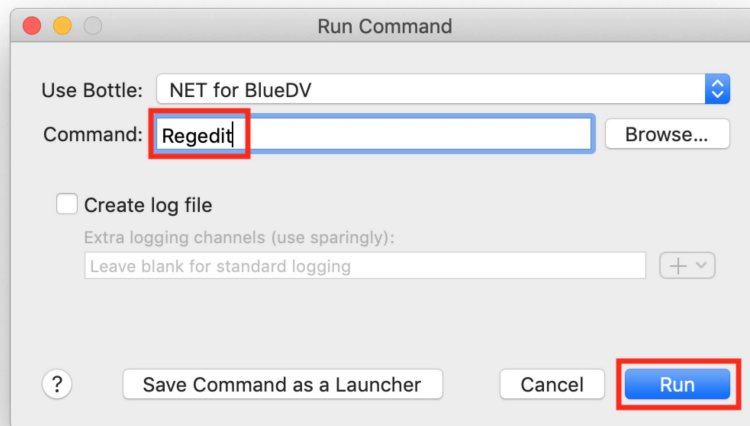 Run Command
Use Bottle: NET for BlueDV
Command: Regedit Browse...
Create log file
Extra logging channels (use sparingly):
Leave blank for standard logging
? Save Command as a Launcher Cancel Run